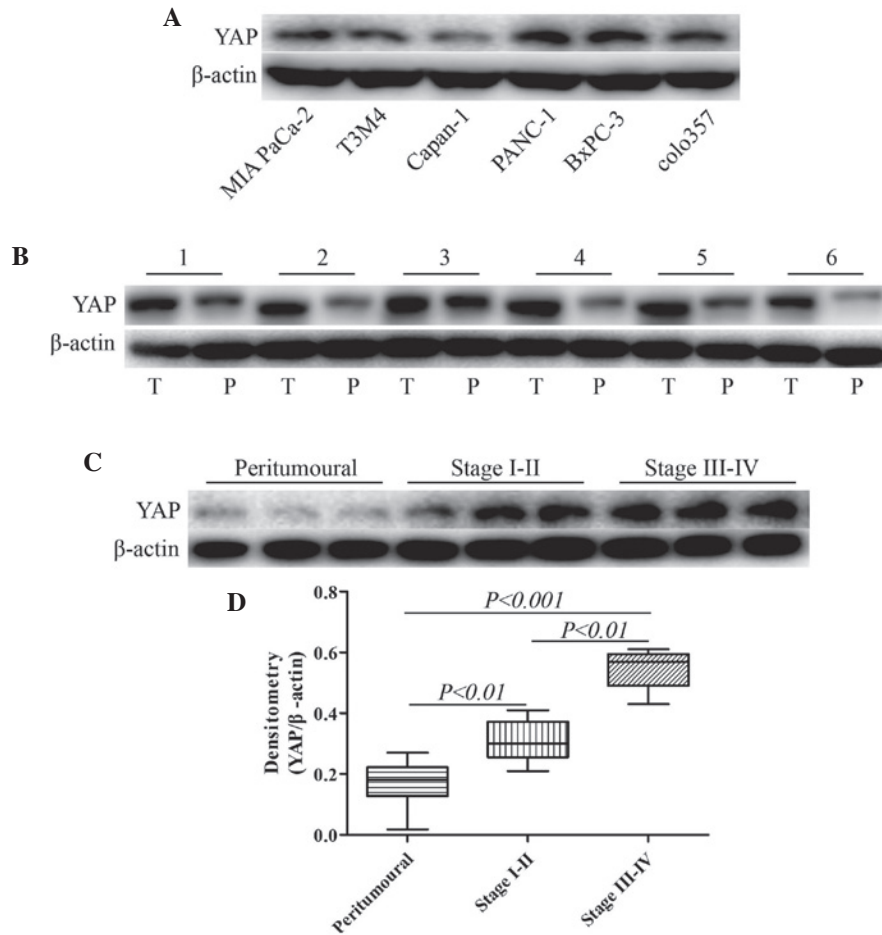 A
YAP
β-actin
MIA PaCa-2
T3M4
Capan-1
PANC-1
BxPC-3
colo357
B
1 2 3 4 5 6
YAP
β-actin
T P T P T P T P T P T P
C
Peritumoural Stage I-II Stage III-IV
YAP
β-actin
D
0.8
0.6
0.4
0.2
0.0
Densitometry
(YAP/β -actin)
P<0.001
P<0.01
P<0.01
Peritumoural
Stage I-II
Stage III-IV